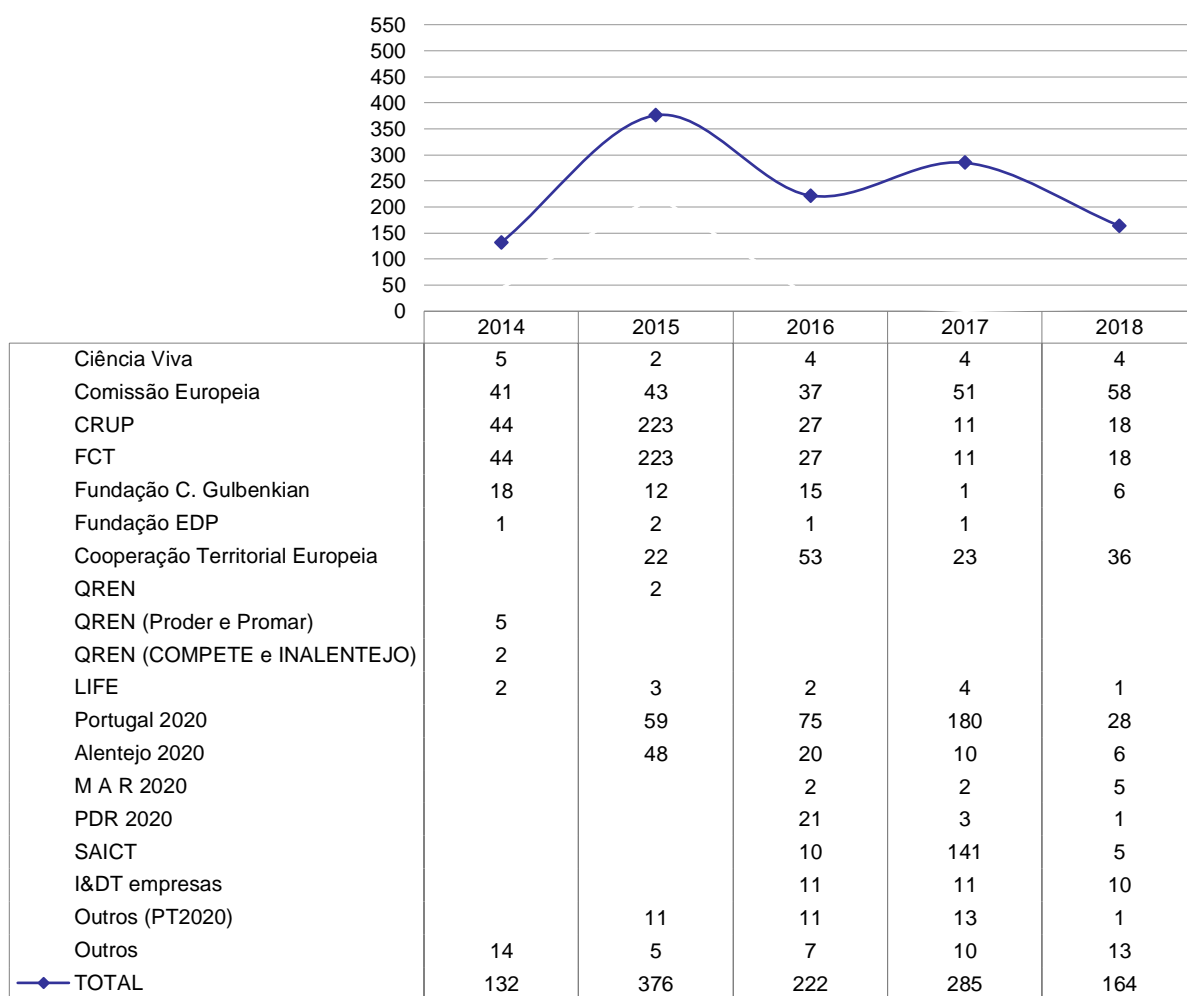 550
500
450
400
350
300
250
200
150
100
50
0
2014 2015 2016 2017 2018
Ciência Viva 5 2 4 4 4
Comissão Europeia 41 43 37 51 58
CRUP 44 223 27 11 18
FCT 44 223 27 11 18
Fundação C. Gulbenkian 18 12 15 1 6
Fundação EDP 1 2 1 1
Cooperação Territorial Europeia 22 53 23 36
QREN 2
QREN (Proder e Promar) 5
QREN (COMPETE e INALENTEJO) 2
LIFE 2 3 2 4 1
Portugal 2020 59 75 180 28
Alentejo 2020 48 20 10 6
M A R 2020 2 2 5
PDR 2020 21 3 1
SAICT 10 141 5
I&DT empresas 11 11 10
Outros (PT2020) 11 11 13 1
Outros 14 5 7 10 13
TOTAL 132 376 222 285 164